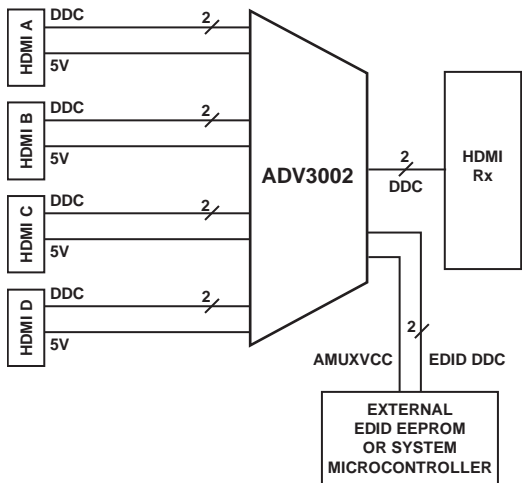 HDMI A
DDC
2
5V
HDMI B
DDC
2
5V
HDMI C
DDC
2
5V
HDMI D
DDC
2
5V
ADV3002
2
DDC
HDMI
Rx
2
AMUXVCC
EDID DDC
EXTERNAL
EDID EEPROM
OR SYSTEM
MICROCONTROLLER